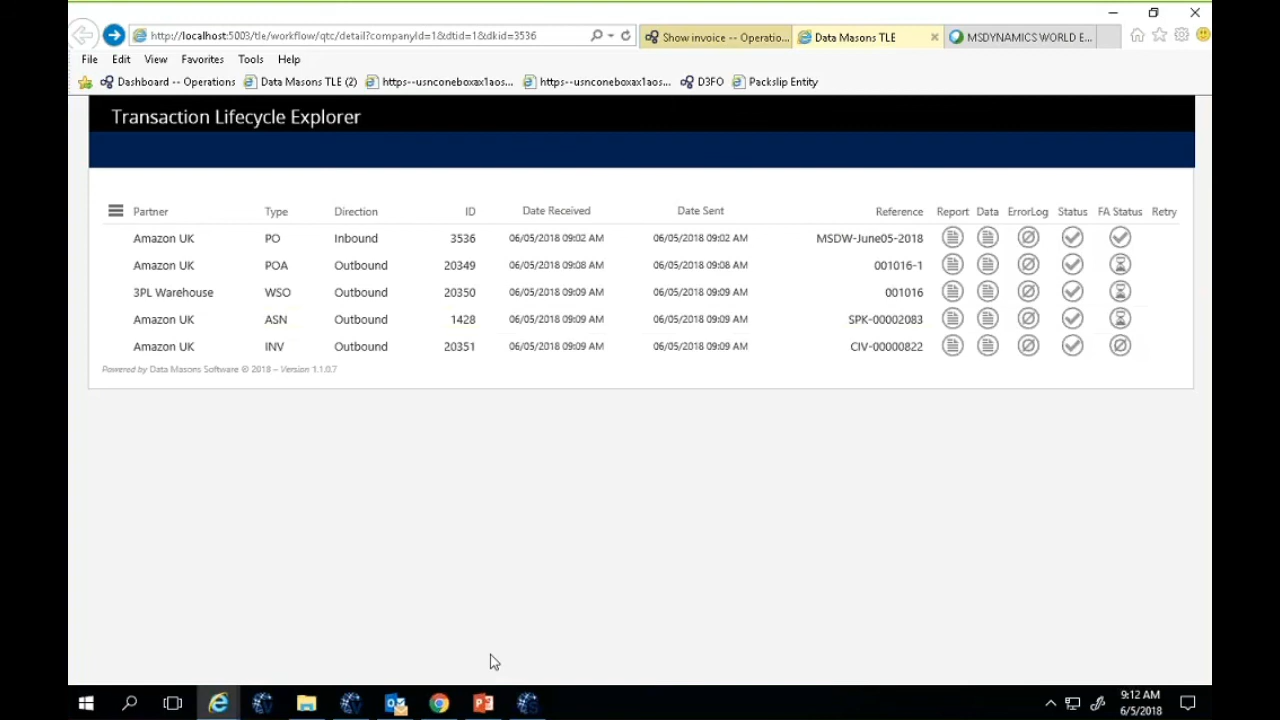 http://localhost:5003/tle/workflow/qtc/detail?companyId=1&dtid=1&dkid=3536
Show invoice -- Operatio...
Data Masons TLE
MSDYNAMICS WORLD E...
File Edit View Favorites Tools Help
Dashboard -- Operations
Data Masons TLE (2)
https--usnconeboxax1aos...
https--usnconeboxax1aos...
D3FO
Packslip Entity
Transaction Lifecycle Explorer
Partner Type Direction ID Date Received Date Sent Reference Report Data ErrorLog Status FA Status Retry
Amazon UK PO Inbound 3536 06/05/2018 09:02 AM 06/05/2018 09:02 AM MSDW-June05-2018
Amazon UK POA Outbound 20349 06/05/2018 09:08 AM 06/05/2018 09:08 AM 001016-1
3PL Warehouse WSO Outbound 20350 06/05/2018 09:09 AM 06/05/2018 09:09 AM 001016
Amazon UK ASN Outbound 1428 06/05/2018 09:09 AM 06/05/2018 09:09 AM SPK-00002083
Amazon UK INV Outbound 20351 06/05/2018 09:09 AM 06/05/2018 09:09 AM CIV-00000822
Powered by Data Masons Software © 2018 – Version 1.1.0.7
9:12 AM
6/5/2018